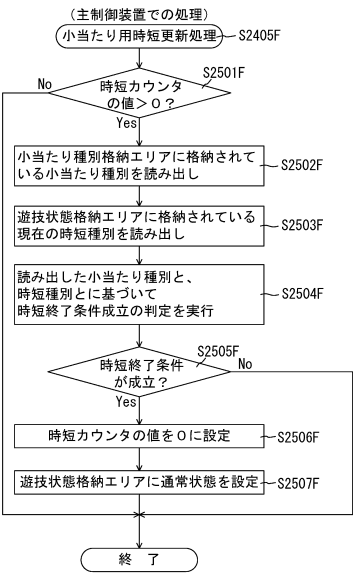 (主制御装置での処理)
小当たり用時短更新処理
S2405F
S2501F
時短カウンタ
の値>0?
No
Yes
小当たり種別格納エリアに格納されて
いる小当たり種別を読み出し
S2502F
遊技状態格納エリアに格納されている
現在の時短種別を読み出し
S2503F
読み出した小当たり種別と、
時短種別とに基づいて
時短終了条件成立の判定を実行
S2504F
S2505F
時短終了条件
が成立?
No
Yes
時短カウンタの値を0に設定
S2506F
遊技状態格納エリアに通常状態を設定
S2507F
終 了